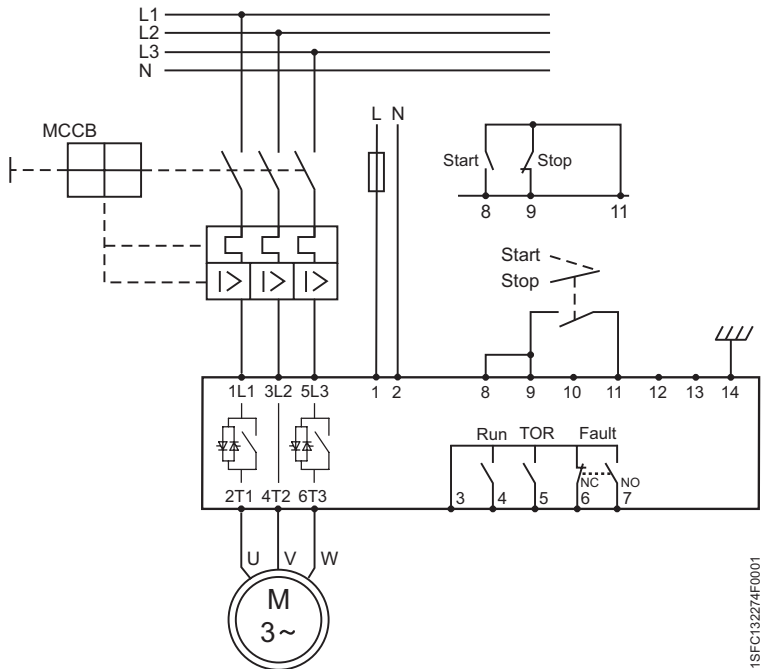 L1
L2
L3
N
MCCB
L N
Start Stop
8 9 11
Start
Stop
I> I> I>
1L1 3L2 5L3 1 2 8 9 10 11 12 13 14
Run TOR Fault
NC NO
2T1 4T2 6T3 3 4 5 6 7
U V W
M
3~
1SFC132274F0001